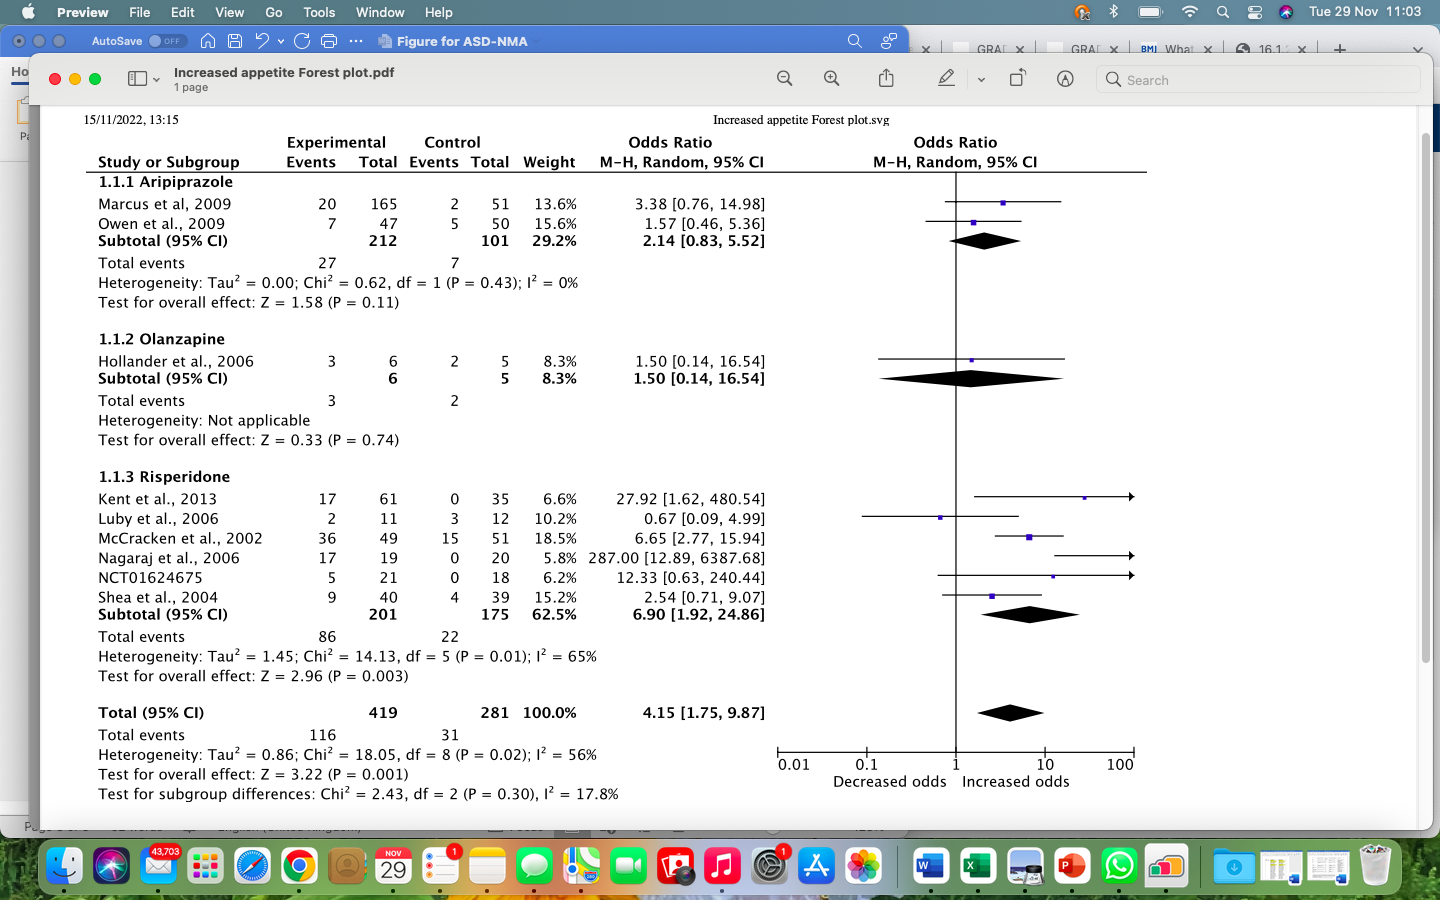 Preview File Edit View Go Tools Window Help Tue 29 Nov 11:03
AutoSave OFF Figure for ASD-NMA
Increased appetite Forest plot.pdf
1 page
Search
15/11/2022, 13:15 Increased appetite Forest plot.svg
Experimental Control Odds Ratio Odds Ratio
Study or Subgroup Events Total Events Total Weight M-H, Random, 95% CI M-H, Random, 95% CI
1.1.1 Aripiprazole
Marcus et al, 2009 20 165 2 51 13.6% 3.38 [0.76, 14.98]
Owen et al., 2009 7 47 5 50 15.6% 1.57 [0.46, 5.36]
Subtotal (95% CI) 212 101 29.2% 2.14 [0.83, 5.52]
Total events 27 7
Heterogeneity: Tau² = 0.00; Chi² = 0.62, df = 1 (P = 0.43); I² = 0%
Test for overall effect: Z = 1.58 (P = 0.11)
1.1.2 Olanzapine
Hollander et al., 2006 3 6 2 5 8.3% 1.50 [0.14, 16.54]
Subtotal (95% CI) 6 5 8.3% 1.50 [0.14, 16.54]
Total events 3 2
Heterogeneity: Not applicable
Test for overall effect: Z = 0.33 (P = 0.74)
1.1.3 Risperidone
Kent et al., 2013 17 61 0 35 6.6% 27.92 [1.62, 480.54]
Luby et al., 2006 2 11 3 12 10.2% 0.67 [0.09, 4.99]
McCracken et al., 2002 36 49 15 51 18.5% 6.65 [2.77, 15.94]
Nagaraj et al., 2006 17 19 0 20 5.8% 287.00 [12.89, 6387.68]
NCT01624675 5 21 0 18 6.2% 12.33 [0.63, 240.44]
Shea et al., 2004 9 40 4 39 15.2% 2.54 [0.71, 9.07]
Subtotal (95% CI) 201 175 62.5% 6.90 [1.92, 24.86]
Total events 86 22
Heterogeneity: Tau² = 1.45; Chi² = 14.13, df = 5 (P = 0.01); I² = 65%
Test for overall effect: Z = 2.96 (P = 0.003)
Total (95% CI) 419 281 100.0% 4.15 [1.75, 9.87]
Total events 116 31
Heterogeneity: Tau² = 0.86; Chi² = 18.05, df = 8 (P = 0.02); I² = 56%
Test for overall effect: Z = 3.22 (P = 0.001)
Test for subgroup differences: Chi² = 2.43, df = 2 (P = 0.30), I² = 17.8%
0.01 0.1 1 10 100
Decreased odds Increased odds
43,703 NOV 29 1 1